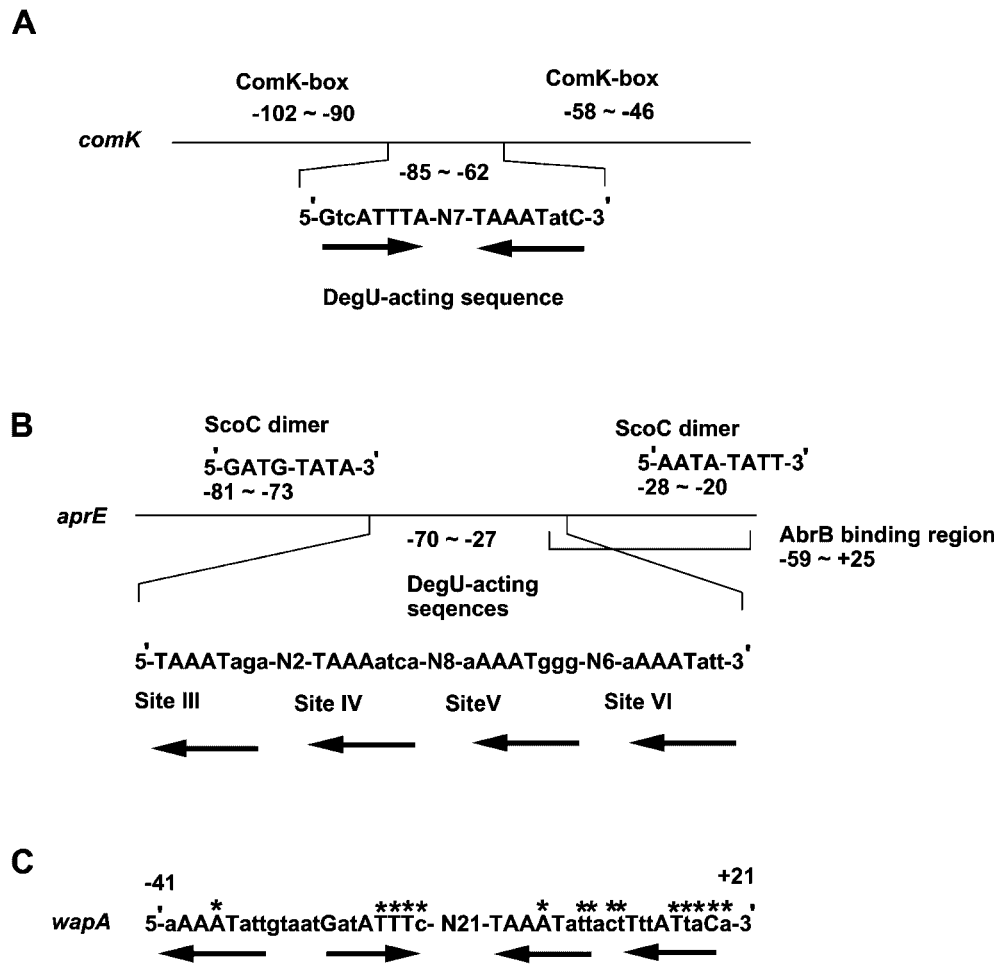 A
ComK-box ComK-box
-102 ~ -90 -58 ~ -46
comK
-85 ~ -62
5'-GtcATTTA-N7-TAAATatC-3'
DegU-acting sequence
B
ScoC dimer ScoC dimer
5'-GATG-TATA-3' 5'-AATA-TATT-3'
-81 ~ -73 -28 ~ -20
aprE
-70 ~ -27 AbrB binding region
-59 ~ +25
DegU-acting
seqences
5'-TAAATaga-N2-TAAAatca-N8-aAAATggg-N6-aAAATatt-3'
Site III Site IV SiteV Site VI
C
-41 +21
* **** * ** ** *****
wapA 5'-aAAATattgtaatGatATTTc- N21-TAAATattactTttATTaCa-3'